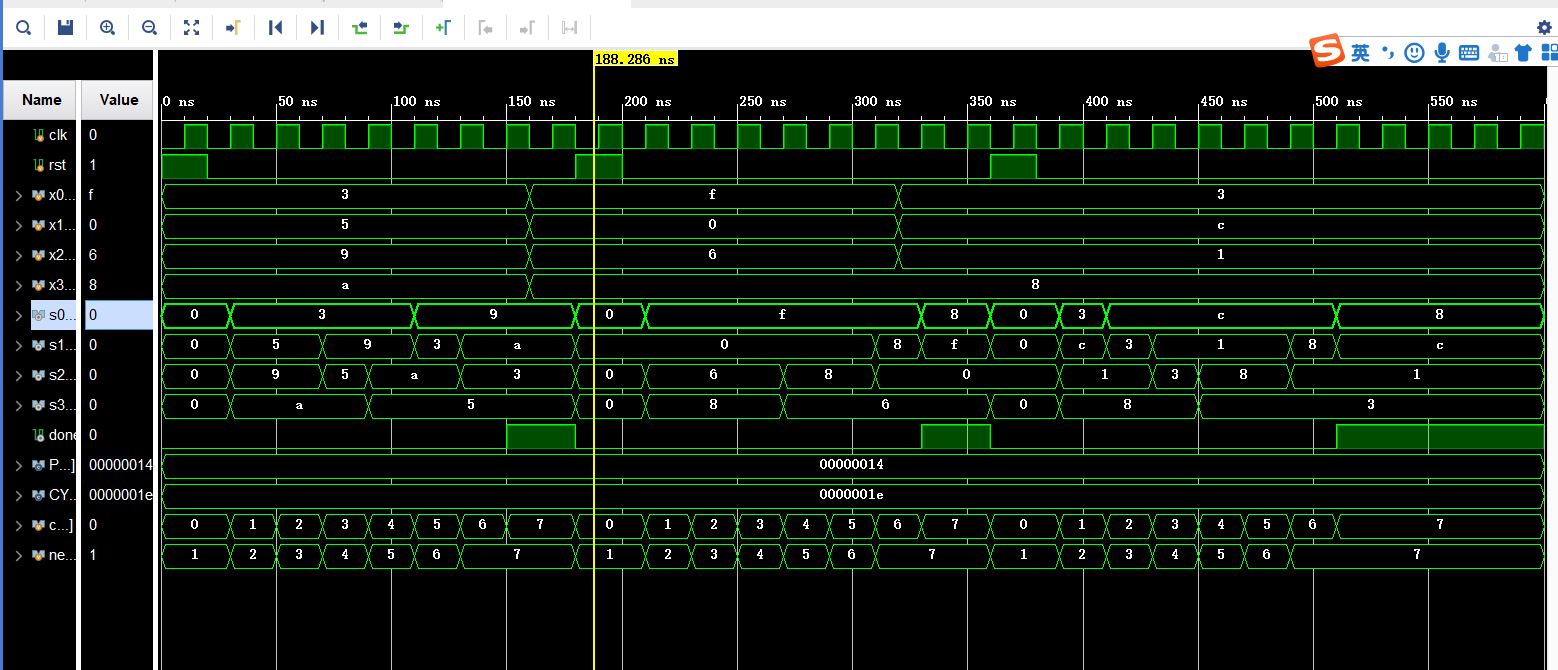 英
188.286 ns
Name Value 0 ns 50 ns 100 ns 150 ns 200 ns 250 ns 300 ns 350 ns 400 ns 450 ns 500 ns 550 ns
clk 0
rst 1
x0... f 3 f 3
x1... 0 5 0 c
x2... 6 9 6 1
x3... 8 a 8
s0... 0 0 3 9 0 f 8 0 3 c 8
s1... 0 0 5 9 3 a 0 8 f 0 c 3 1 8 c
s2... 0 0 9 5 a 3 0 6 8 0 1 3 8 1
s3... 0 0 a 5 0 8 6 0 8 3
done 0
P...] 00000014 00000014
CY... 0000001e 0000001e
c...] 0 0 1 2 3 4 5 6 7 0 1 2 3 4 5 6 7 0 1 2 3 4 5 6 7
ne... 1 1 2 3 4 5 6 7 1 2 3 4 5 6 7 1 2 3 4 5 6 7